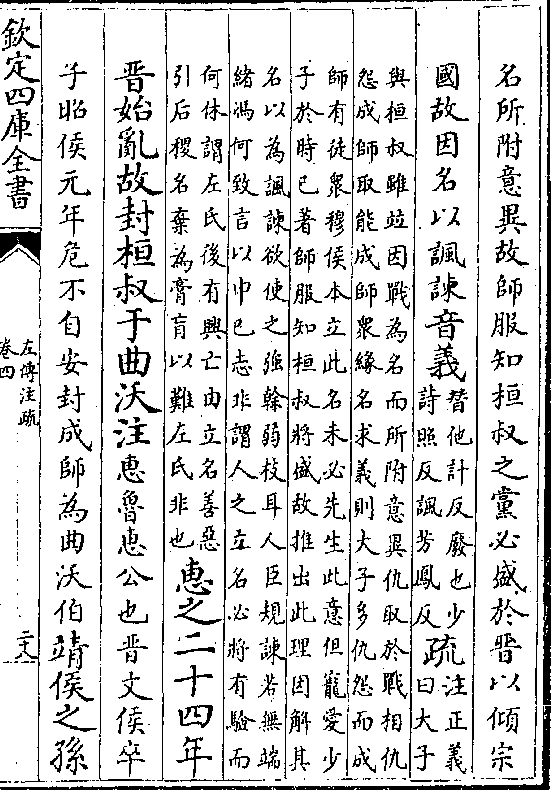 名所附意異故師服知桓叔之黨必盛於晉以傾宗
國故因名以諷諫音義
替他計反廢也少
詩照反諷芳鳳反
疏
注正義
曰大子
與桓叔雖並因戰為名而所附意異仇取於戰相仇
怨成師取能成師衆緣名求義則大子多仇怨而成
師有徒衆穆侯本立此名未必先生此意但寵愛少
子於時已著師服知桓叔將盛故推出此理因解其
名以為諷諫欲使之強幹弱枝耳人臣規諫若無端
緒馮何致言以申己志非謂人之立名必將有驗而
何休謂左氏後有興亡由立名善惡
引后稷名棄為膏肓以難左氏非也
惠之二十四年
晉始亂故封桓叔于曲沃注惠魯惠公也晉文侯卒
子昭侯元年危不自安封成師為曲沃伯靖侯之孫
欽定四庫全書
左傳注疏
卷四
二十八